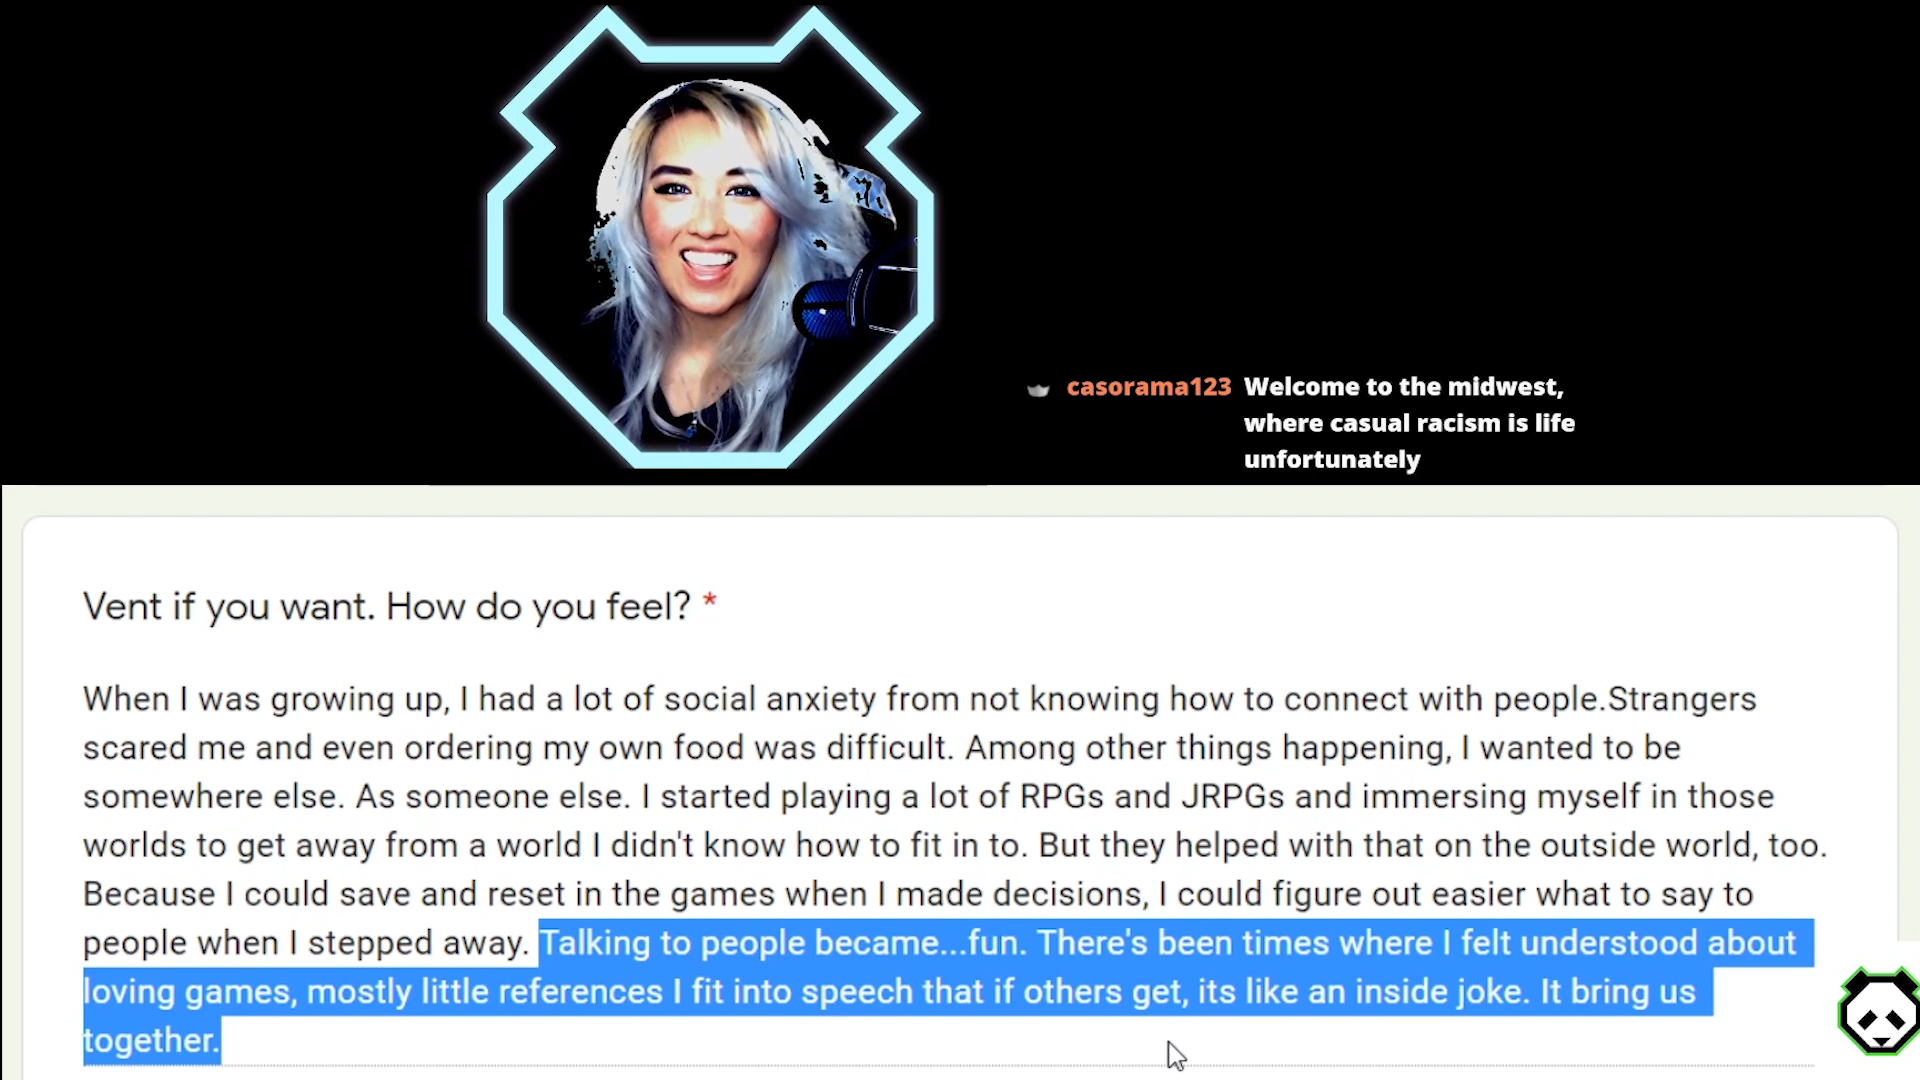 casorama123 Welcome to the midwest,
where casual racism is life
unfortunately
Vent if you want. How do you feel? *
When I was growing up, I had a lot of social anxiety from not knowing how to connect with people.Strangers
scared me and even ordering my own food was difficult. Among other things happening, I wanted to be
somewhere else. As someone else. I started playing a lot of RPGs and JRPGs and immersing myself in those
worlds to get away from a world I didn't know how to fit in to. But they helped with that on the outside world, too.
Because I could save and reset in the games when I made decisions, I could figure out easier what to say to
people when I stepped away. Talking to people became...fun. There's been times where I felt understood about
loving games, mostly little references I fit into speech that if others get, its like an inside joke. It bring us
together.